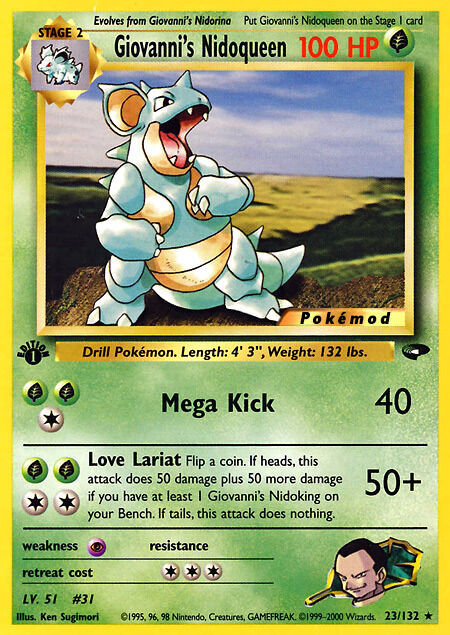 Evolves from Giovanni's Nidorina Put Giovanni's Nidoqueen on the Stage 1 card
STAGE 2
Giovanni's Nidoqueen 100 HP
Pokémod
EDITION
1
Drill Pokémon. Length: 4' 3", Weight: 132 lbs.
Mega Kick 40
Love Lariat Flip a coin. If heads, this
attack does 50 damage plus 50 more damage
if you have at least 1 Giovanni's Nidoking on
your Bench. If tails, this attack does nothing.
50+
weakness resistance
retreat cost
LV. 51 #31
Illus. Ken Sugimori ©1995, 96, 98 Nintendo, Creatures, GAMEFREAK. ©1999-2000 Wizards. 23/132 ★